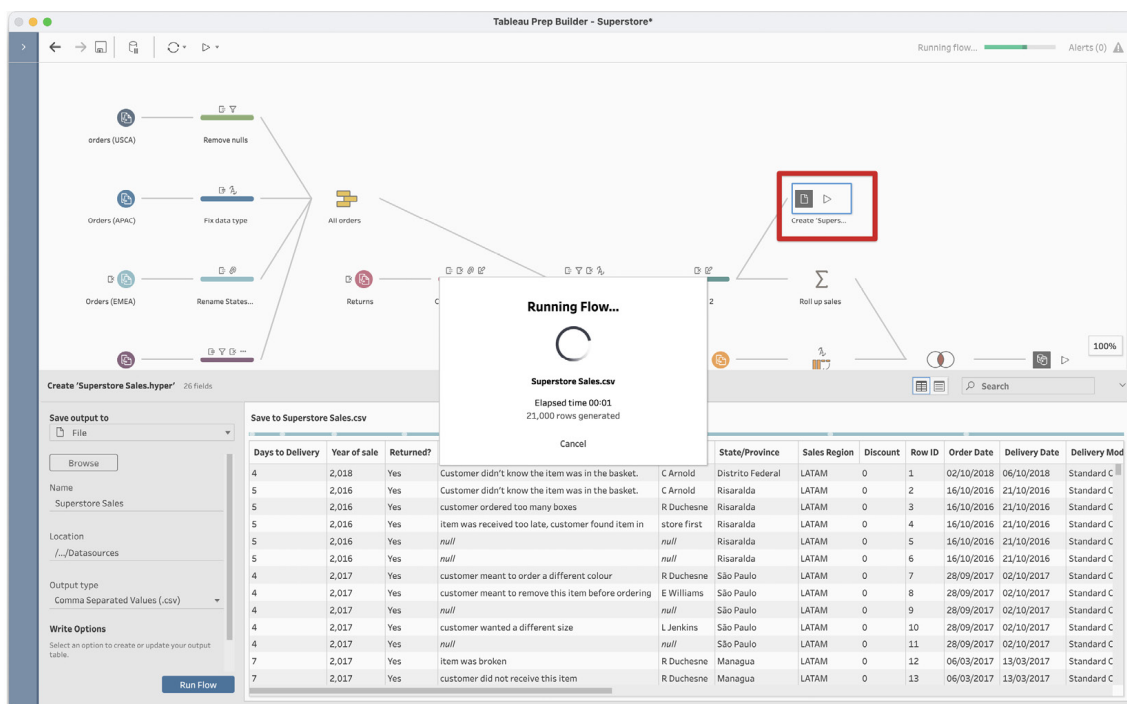 Tableau Prep Builder - Superstore*
Running flow...
Alerts (0)
orders (USCA)
Remove nulls
Orders (APAC)
Fix data type
All orders
Create 'Supers...
Orders (EMEA)
Rename States...
Returns
C
2
Roll up sales
100%
Running Flow...
Superstore Sales.csv
Elapsed time 00:01
21,000 rows generated
Cancel
Create 'Superstore Sales.hyper' 26 fields
Search
Save output to
File
Browse
Name
Superstore Sales
Location
/.../Datasources
Output type
Comma Separated Values (.csv)
Write Options
Select an option to create or update your output
table.
Run Flow
Save to Superstore Sales.csv
Days to Delivery Year of sale Returned? State/Province Sales Region Discount Row ID Order Date Delivery Date Delivery Mod
4 2,018 Yes Customer didn't know the item was in the basket. C Arnold Distrito Federal LATAM 0 1 02/10/2018 06/10/2018 Standard C
5 2,016 Yes Customer didn't know the item was in the basket. C Arnold Risaralda LATAM 0 2 16/10/2016 21/10/2016 Standard C
5 2,016 Yes customer ordered too many boxes R Duchesne Risaralda LATAM 0 3 16/10/2016 21/10/2016 Standard C
5 2,016 Yes item was received too late, customer found item in store first Risaralda LATAM 0 4 16/10/2016 21/10/2016 Standard C
5 2,016 Yes null null Risaralda LATAM 0 5 16/10/2016 21/10/2016 Standard C
5 2,016 Yes null null Risaralda LATAM 0 6 16/10/2016 21/10/2016 Standard C
4 2,017 Yes customer meant to order a different colour R Duchesne São Paulo LATAM 0 7 28/09/2017 02/10/2017 Standard C
4 2,017 Yes customer meant to remove this item before ordering E Williams São Paulo LATAM 0 8 28/09/2017 02/10/2017 Standard C
4 2,017 Yes null null São Paulo LATAM 0 9 28/09/2017 02/10/2017 Standard C
4 2,017 Yes customer wanted a different size L Jenkins São Paulo LATAM 0 10 28/09/2017 02/10/2017 Standard C
4 2,017 Yes null null São Paulo LATAM 0 11 28/09/2017 02/10/2017 Standard C
7 2,017 Yes item was broken R Duchesne Managua LATAM 0 12 06/03/2017 13/03/2017 Standard C
7 2,017 Yes customer did not receive this item R Duchesne Managua LATAM 0 13 06/03/2017 13/03/2017 Standard C